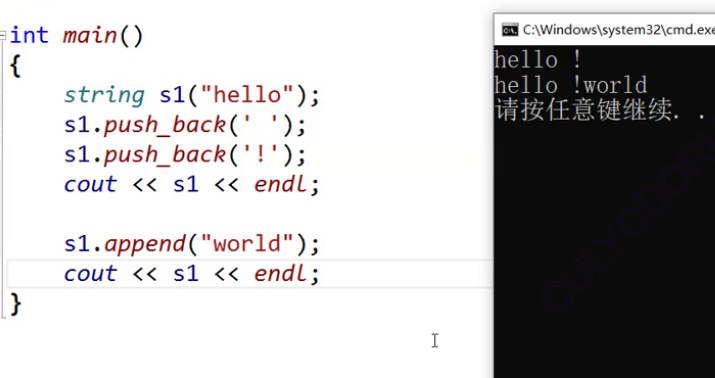 int main()
{
string s1("hello");
s1.push_back(' ');
s1.push_back('!');
cout << s1 << endl;
s1.append("world");
cout << s1 << endl;
}
C:\Windows\system32\cmd.exe
hello !
hello !world
请按任意键继续. .